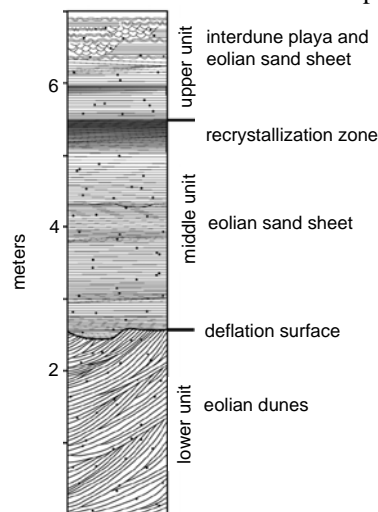 interdune playa and
eolian sand sheet
upper unit
6
recrystallization zone
middle unit
4
eolian sand sheet
meters
deflation surface
2
eolian dunes
lower unit